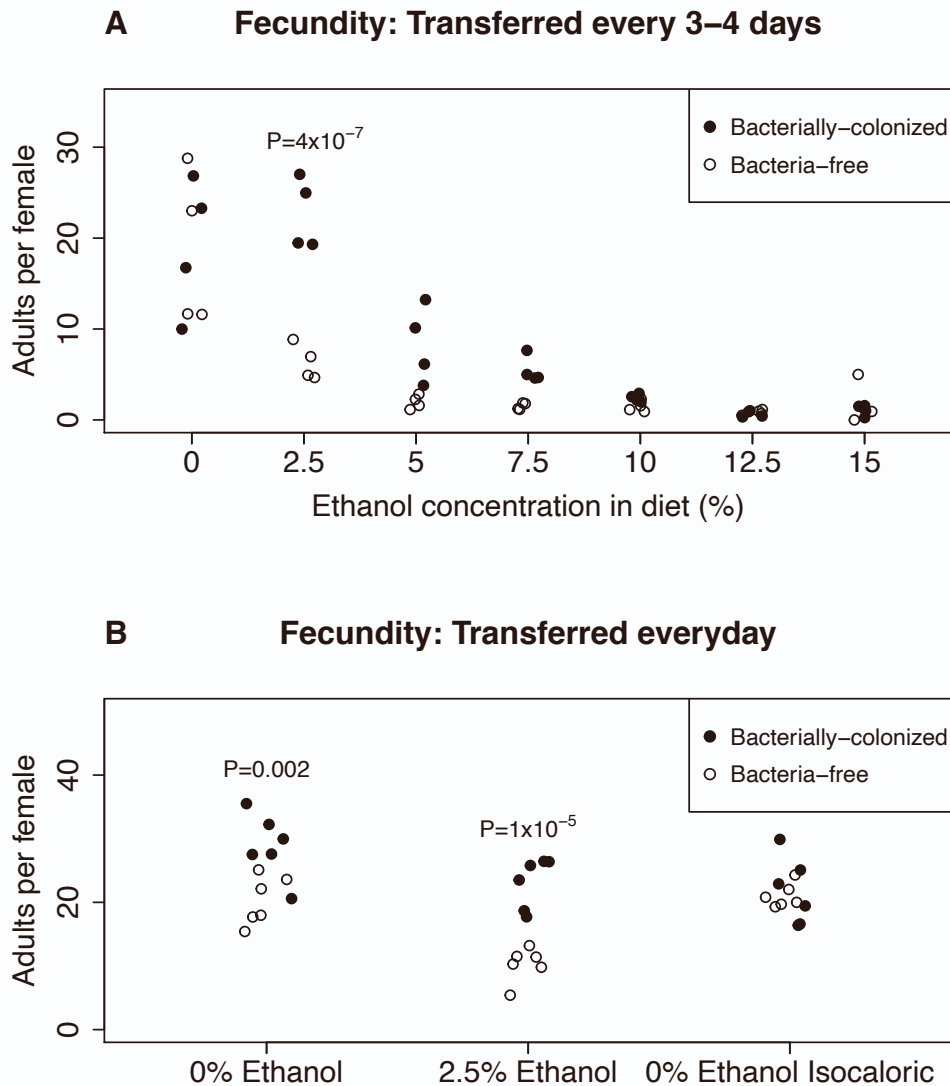 A Fecundity: Transferred every 3–4 days
Adults per female
30
20
10
0
P=4x10⁻⁷
Bacterially–colonized
Bacteria–free
0 2.5 5 7.5 10 12.5 15
Ethanol concentration in diet (%)
B Fecundity: Transferred everyday
Adults per female
40
20
0
P=0.002
P=1x10⁻⁵
Bacterially–colonized
Bacteria–free
0% Ethanol 2.5% Ethanol 0% Ethanol Isocaloric